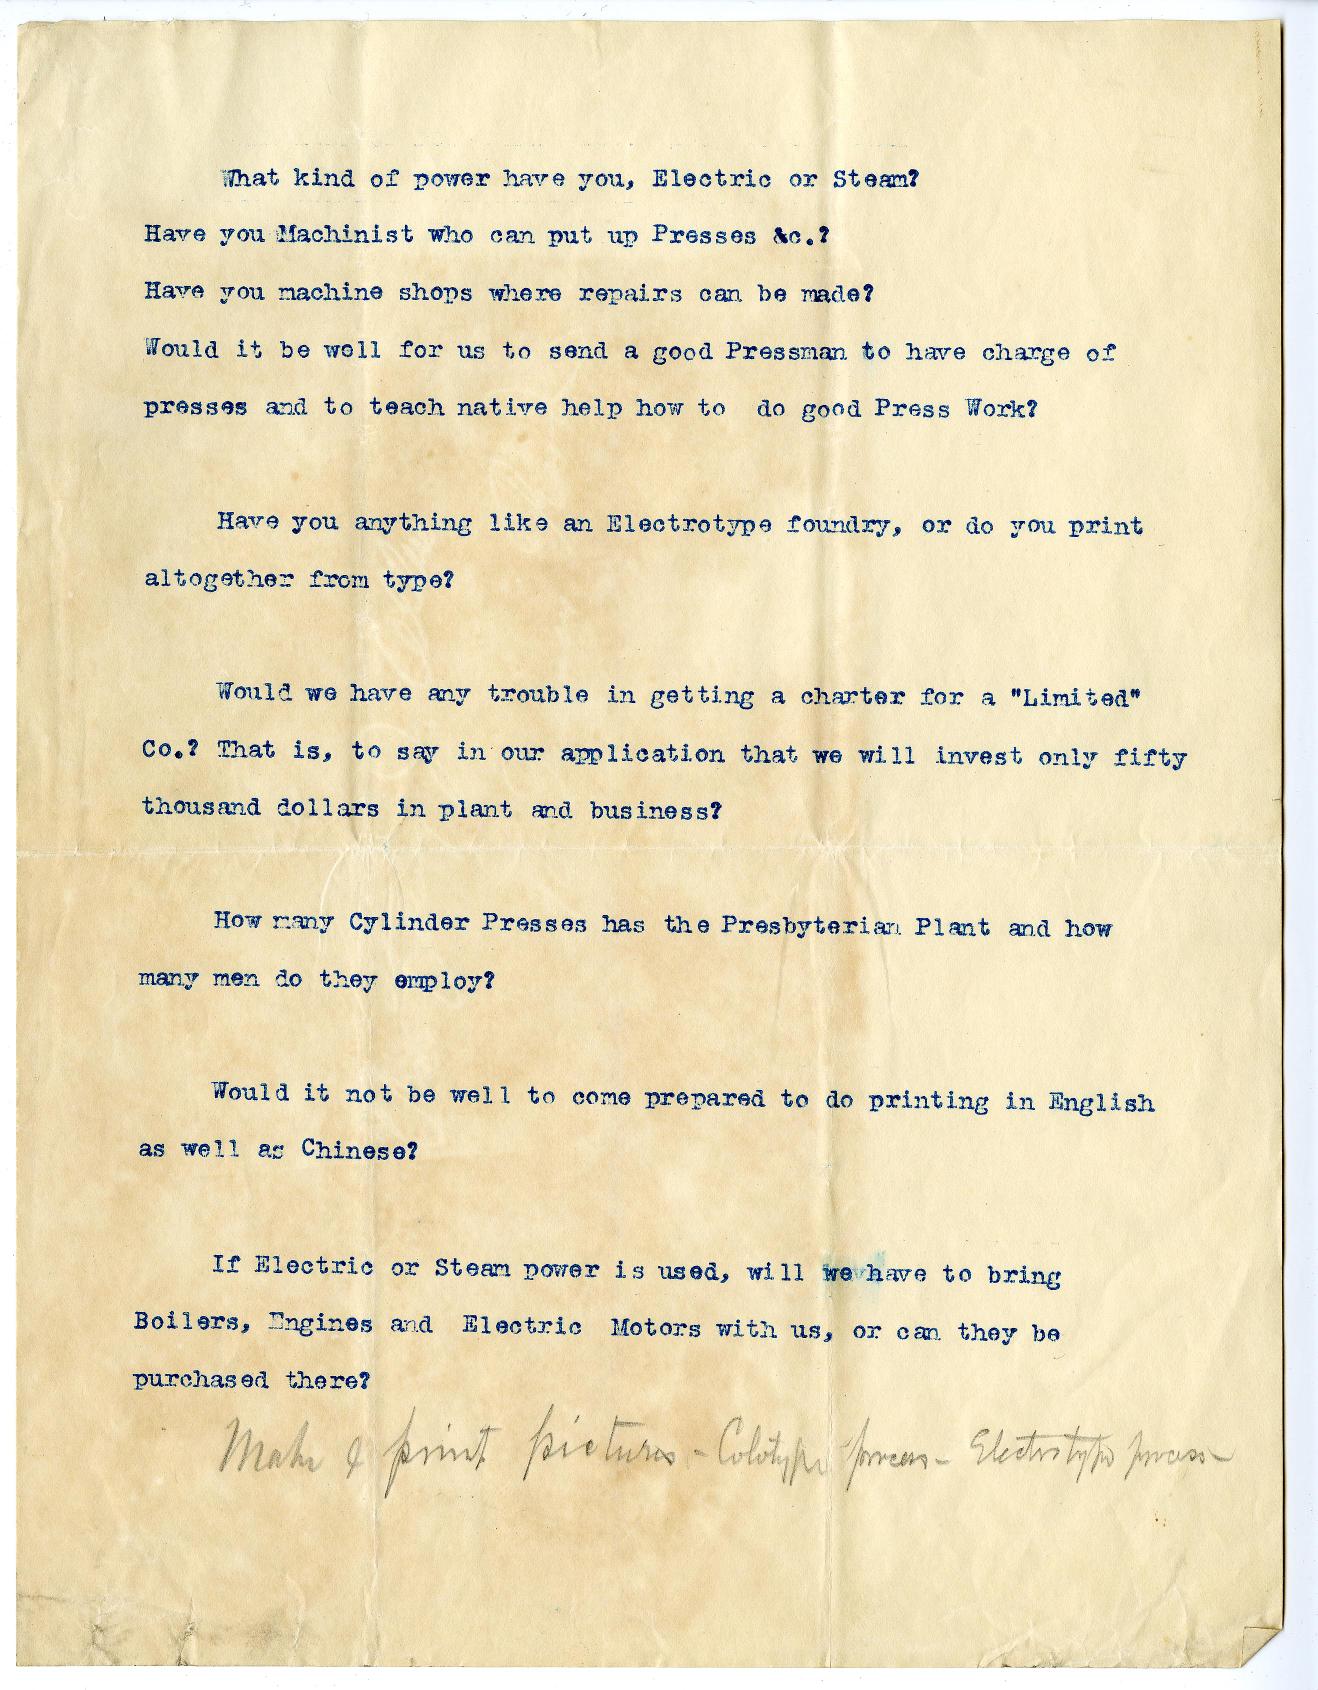 What kind of power have you, Electric or Steam?
Have you Machinist who can put up Presses &c.?
Have you machine shops where repairs can be made?
Would it be well for us to send a good Pressman to have charge of
presses and to teach native help how to do good Press Work?
Have you anything like an Electrotype foundry, or do you print
altogether from type?
Would we have any trouble in getting a charter for a "Limited"
Co.? That is, to say in our application that we will invest only fifty
thousand dollars in plant and business?
How many Cylinder Presses has the Presbyterian Plant and how
many men do they employ?
Would it not be well to come prepared to do printing in English
as well as Chinese?
If Electric or Steam power is used, will we have to bring
Boilers, Engines and Electric Motors with us, or can they be
purchased there?
Make & print pictures - Colotype process - Electrotype process -